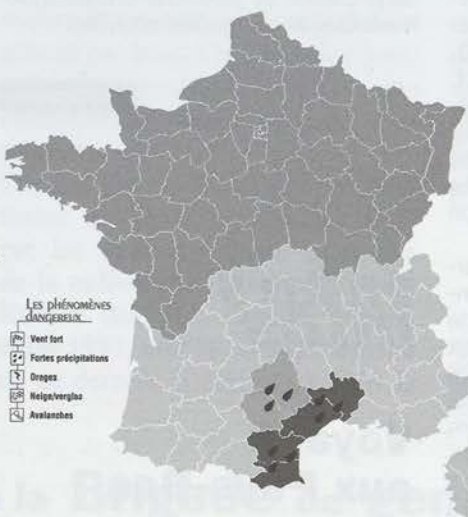 LES PHÉNOMÈNES
DANGEREUX
Vent fort
Fortes précipitations
Orages
Neige/verglas
Avalanches